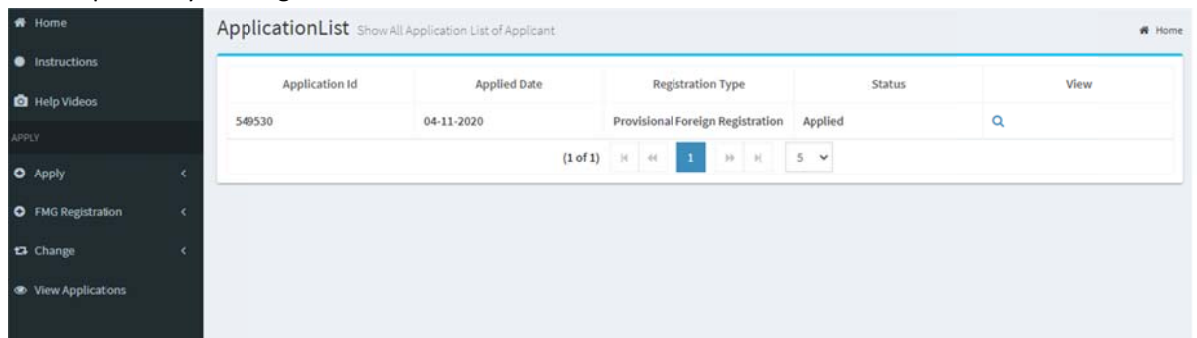 Home
Instructions
Help Videos
APPLY
Apply
FMG Registration
Change
View Applications
ApplicationList Show All Application List of Applicant
Home
Application Id Applied Date Registration Type Status View
549530 04-11-2020 Provisional Foreign Registration Applied
(1 of 1) 1 5